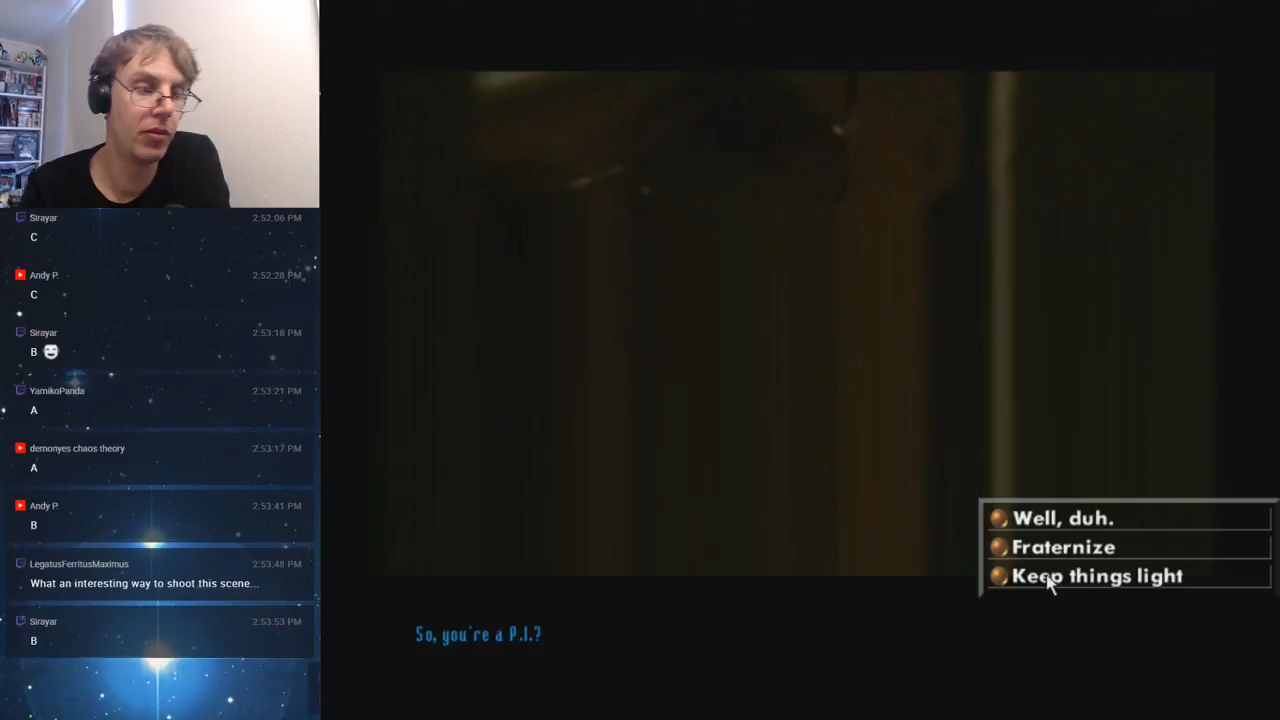 Sirayar 2:52:06 PM
C
Andy P. 2:52:28 PM
C
Sirayar 2:53:18 PM
B
YamikoPanda 2:53:21 PM
A
demonyes chaos theory 2:53:17 PM
A
Andy P. 2:53:41 PM
B
LegatusFerritusMaximus 2:53:48 PM
What an interesting way to shoot this scene...
Sirayar 2:53:53 PM
B
Well, duh.
Fraternize
Keep things light
So, you're a P.I.?